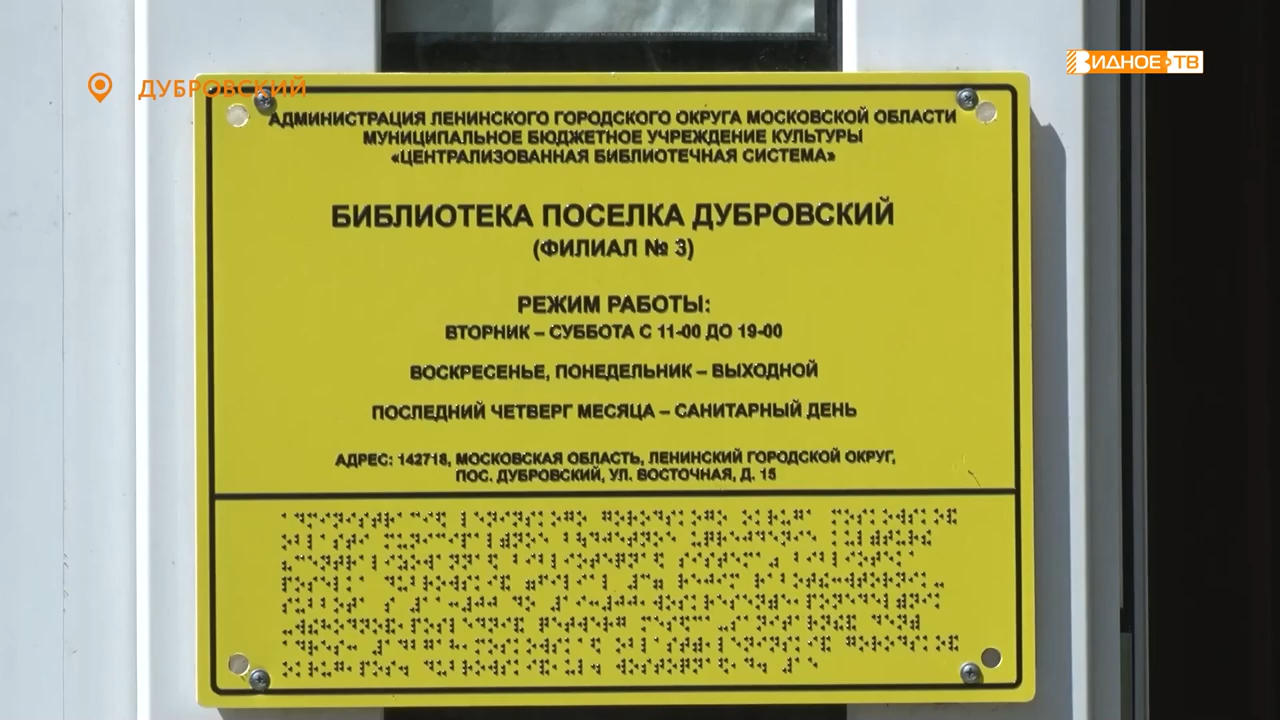 ДУБРОВСКИЙ
ВИДНОЕ ТВ
АДМИНИСТРАЦИЯ ЛЕНИНСКОГО ГОРОДСКОГО ОКРУГА МОСКОВСКОЙ ОБЛАСТИ
МУНИЦИПАЛЬНОЕ БЮДЖЕТНОЕ УЧРЕЖДЕНИЕ КУЛЬТУРЫ
«ЦЕНТРАЛИЗОВАННАЯ БИБЛИОТЕЧНАЯ СИСТЕМА»
БИБЛИОТЕКА ПОСЕЛКА ДУБРОВСКИЙ
(ФИЛИАЛ № 3)
РЕЖИМ РАБОТЫ:
ВТОРНИК – СУББОТА С 11-00 ДО 19-00
ВОСКРЕСЕНЬЕ, ПОНЕДЕЛЬНИК – ВЫХОДНОЙ
ПОСЛЕДНИЙ ЧЕТВЕРГ МЕСЯЦА – САНИТАРНЫЙ ДЕНЬ
АДРЕС: 142718, МОСКОВСКАЯ ОБЛАСТЬ, ЛЕНИНСКИЙ ГОРОДСКОЙ ОКРУГ,
ПОС. ДУБРОВСКИЙ, УЛ. ВОСТОЧНАЯ, Д. 15